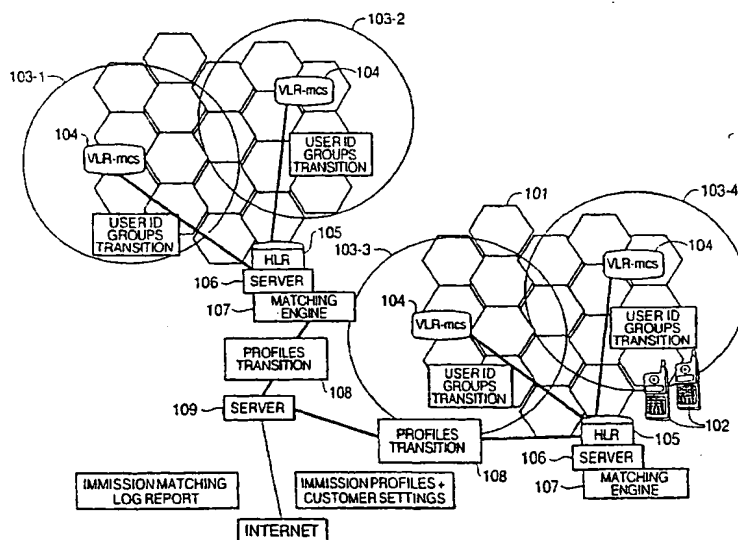 103-2
103-1
104
VLR-mcs
104
VLR-mcs
USER ID
GROUPS
TRANSITION
USER ID
GROUPS
TRANSITION
105
HLR
106
SERVER
107
MATCHING
ENGINE
PROFILES
TRANSITION
108
109
SERVER
101
103-4
103-3
104
VLR-mcs
104
VLR-mcs
USER ID
GROUPS
TRANSITION
USER ID
GROUPS
TRANSITION
102
PROFILES
TRANSITION
108
HLR
105
106
SERVER
107
MATCHING
ENGINE
IMMISSION MATCHING
LOG REPORT
IMMISSION PROFILES +
CUSTOMER SETTINGS
INTERNET